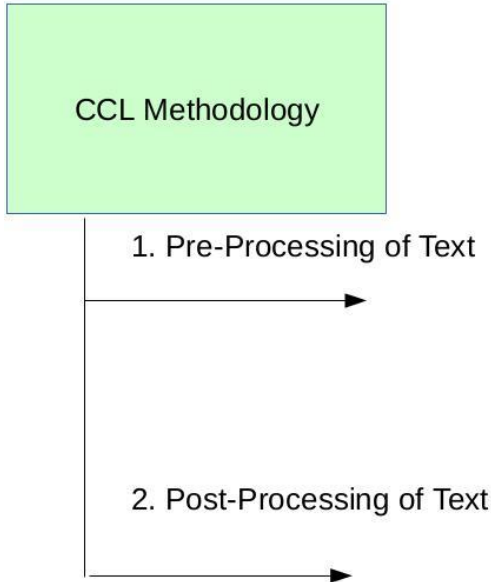 CCL Methodology
1. Pre-Processing of Text
2. Post-Processing of Text